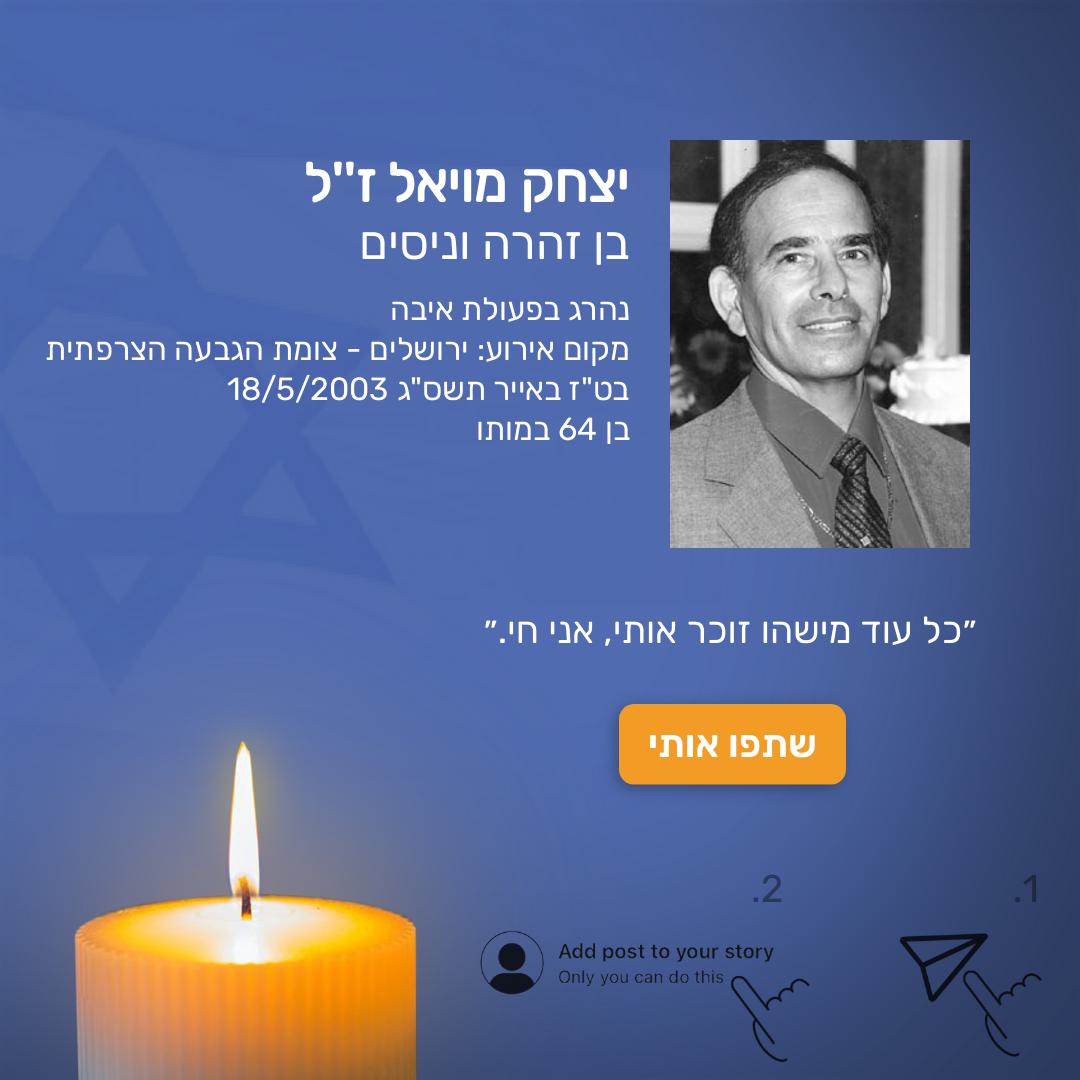 יצחק מויאל ז"ל
בן זהרה וניסים
נהרג בפעולת איבה
מקום אירוע: ירושלים - צומת הגבעה הצרפתית
בט"ז באייר תשס"ג 18/5/2003
בן 64 במותו
״כל עוד מישהו זוכר אותי, אני חי.״
שתפו אותי
1.
2.
Add post to your story
Only you can do this